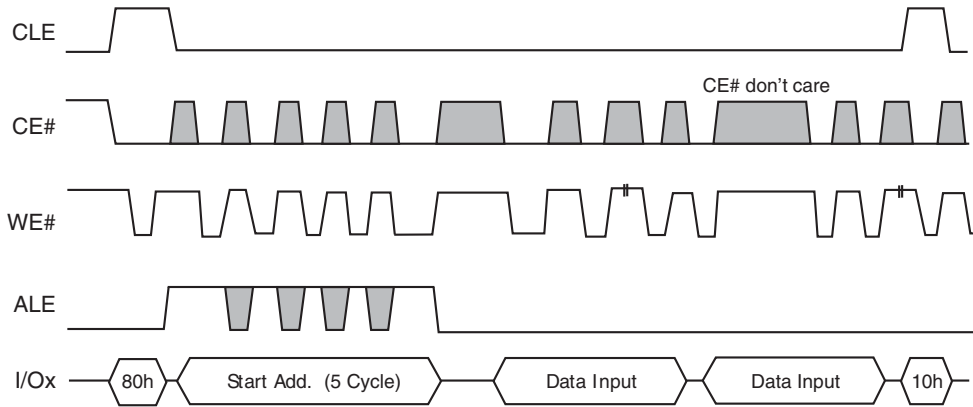 CLE
CE# don't care
CE#
WE#
ALE
I/Ox 80h Start Add. (5 Cycle) Data Input Data Input 10h